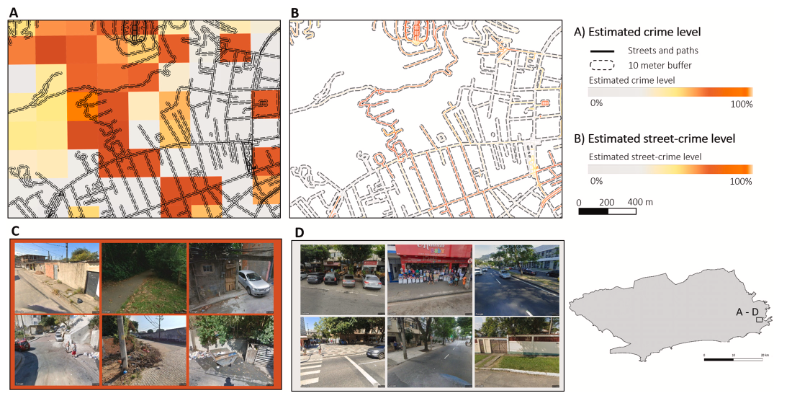 A
B
A) Estimated crime level
Streets and paths
10 meter buffer
Estimated crime level
0%
100%
B) Estimated street-crime level
Estimated street-crime level
0%
100%
0 200 400 m
C
D
A - D